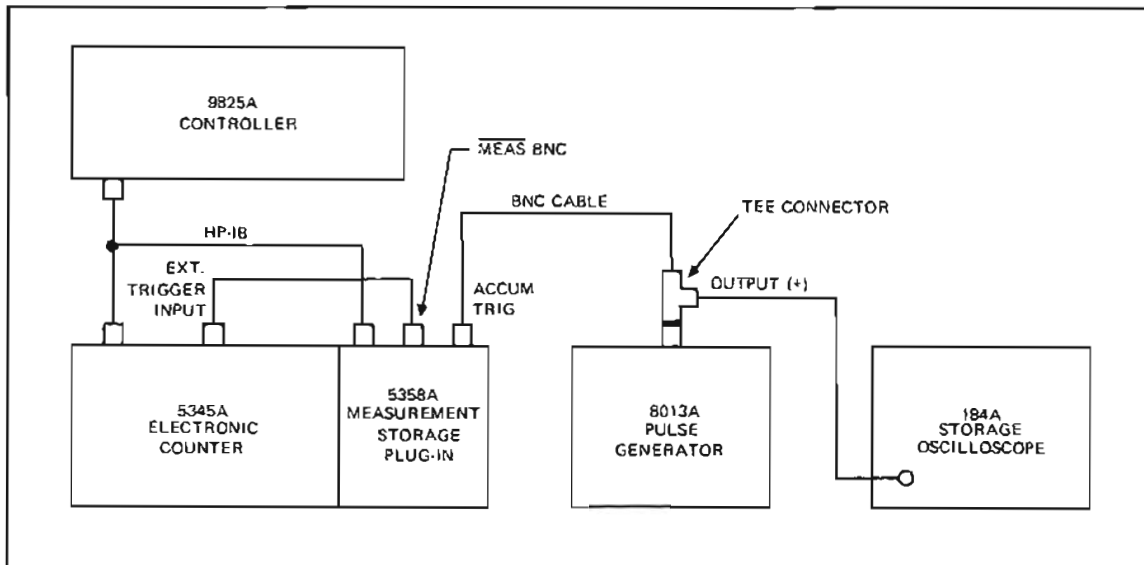 9825A
CONTROLLER
MEAS BNC
BNC CABLE
TEE CONNECTOR
HP-IB
EXT.
TRIGGER
INPUT
ACCUM
TRIG
OUTPUT (+)
5345A
ELECTRONIC
COUNTER
5358A
MEASUREMENT
STORAGE
PLUG-IN
8013A
PULSE
GENERATOR
184A
STORAGE
OSCILLOSCOPE